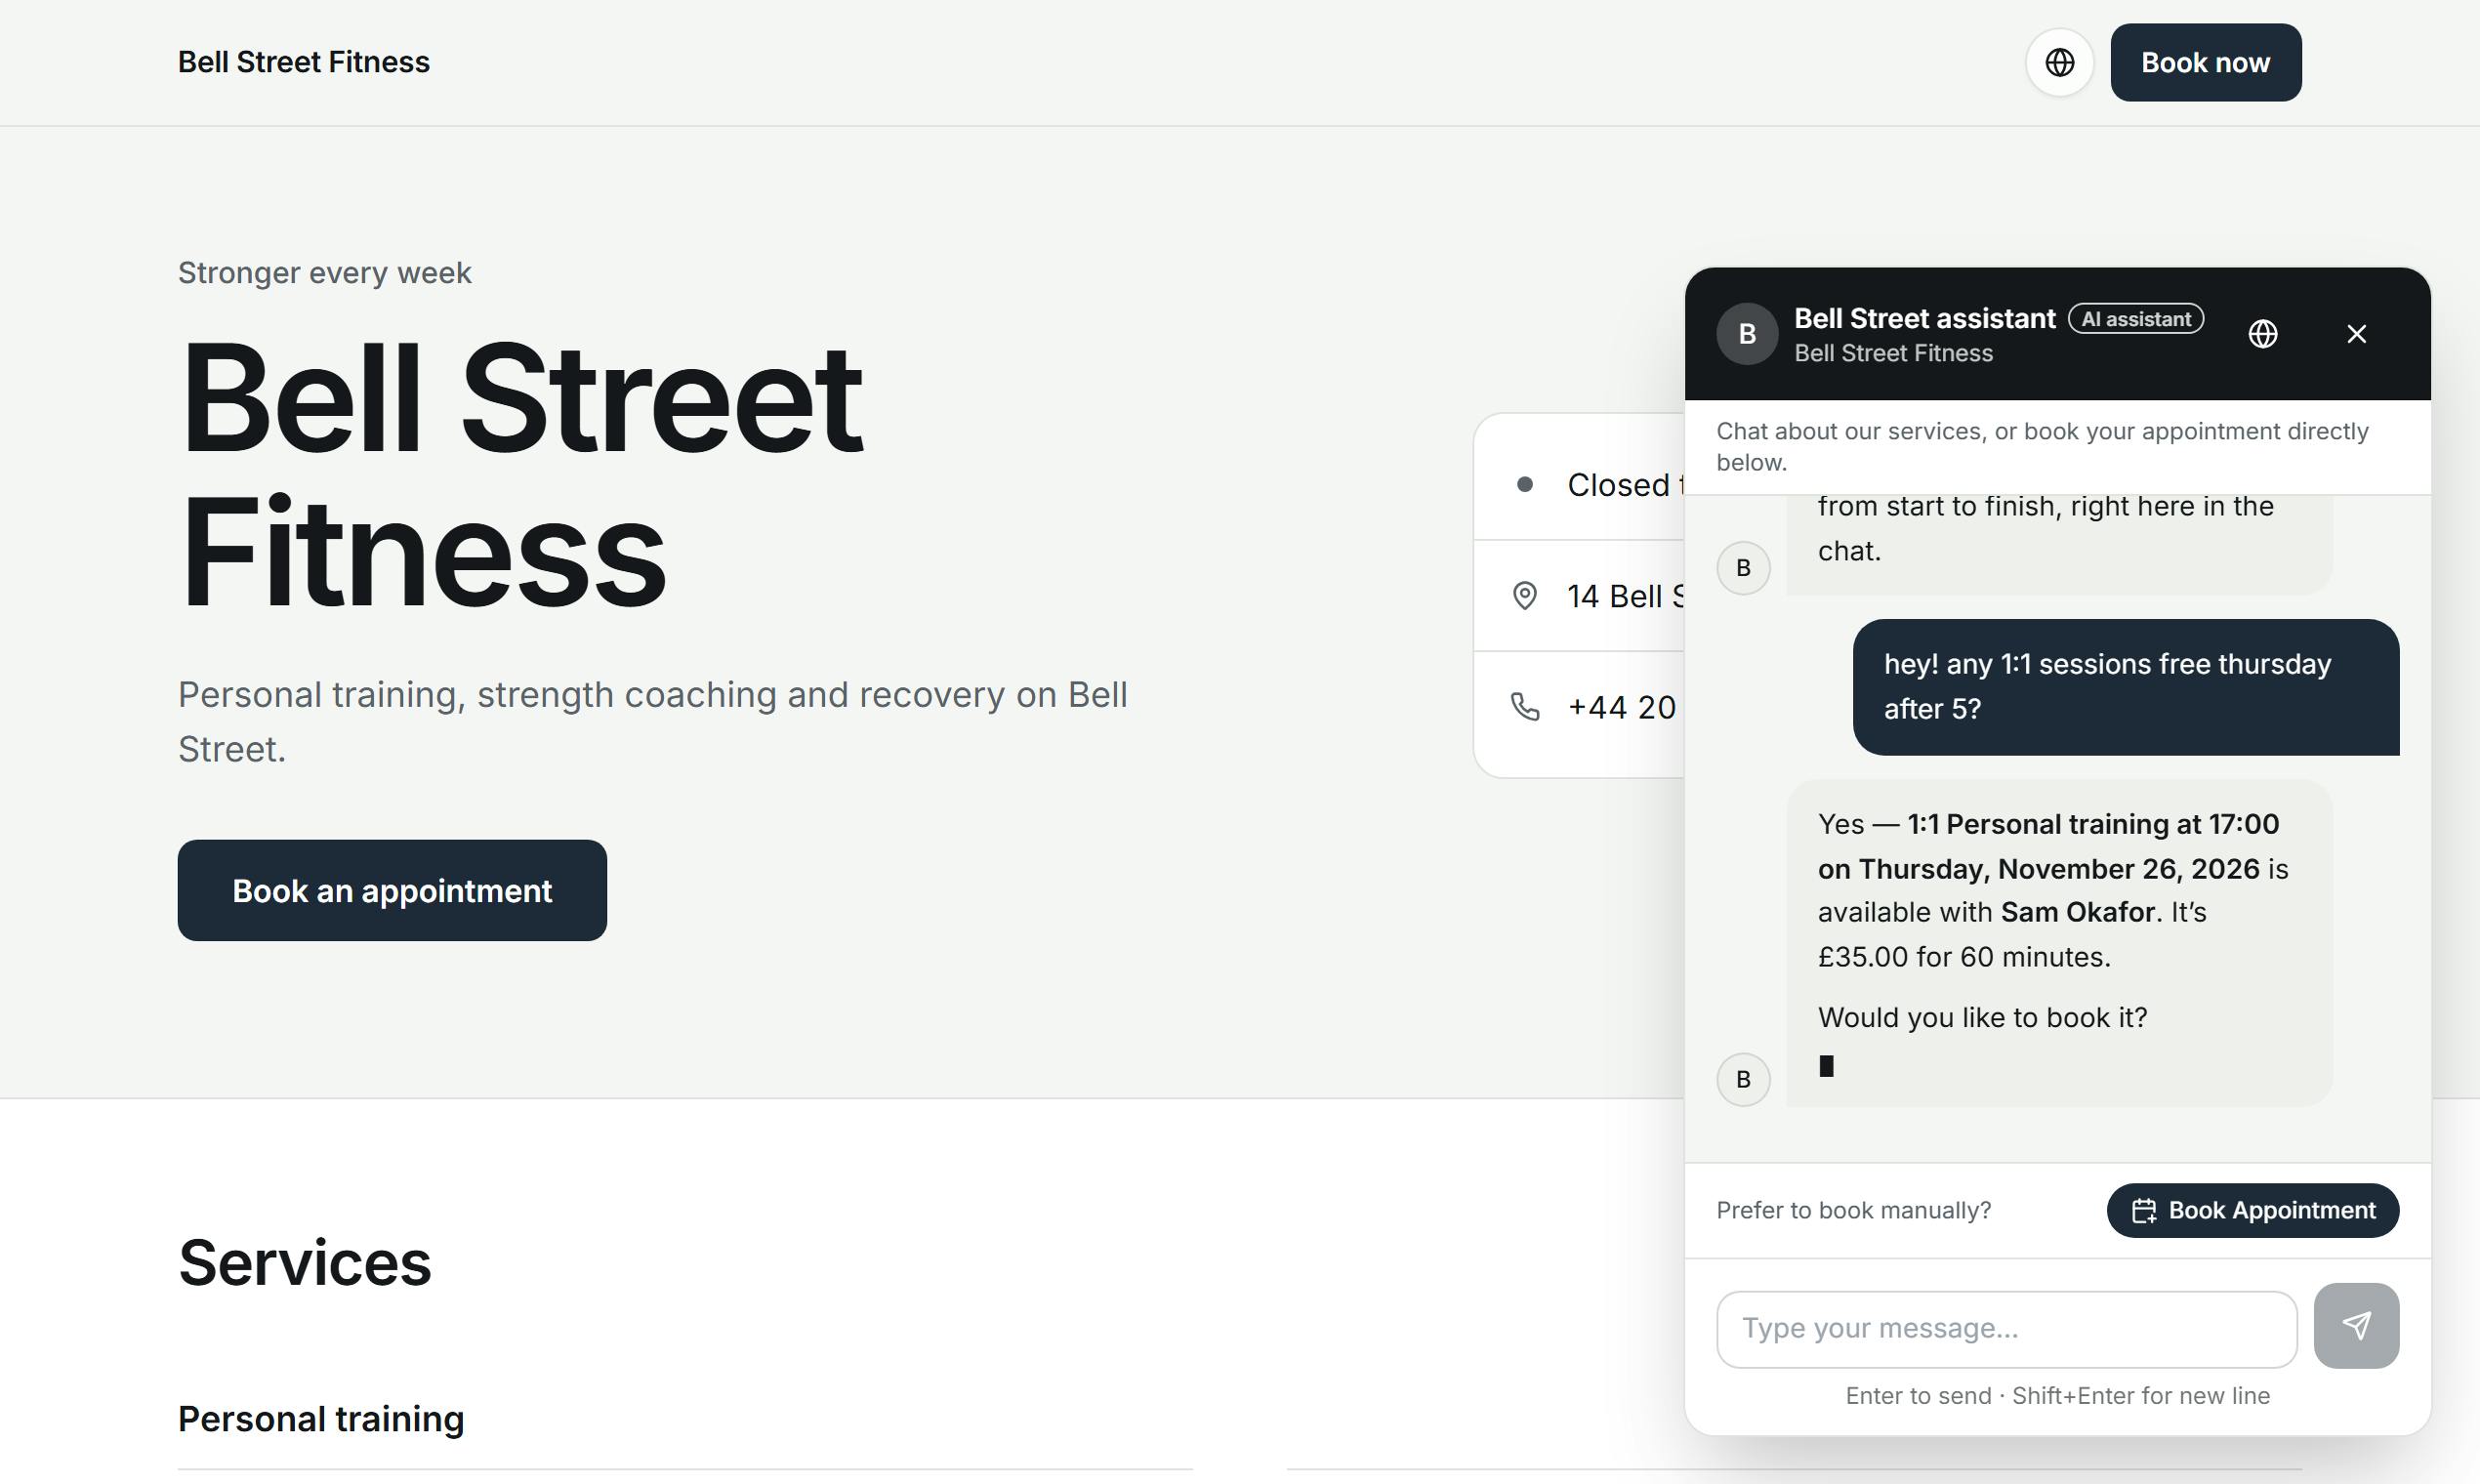 Bell Street Fitness
Book now
Stronger every week
Bell Street
Fitness
Personal training, strength coaching and recovery on Bell
Street.
Book an appointment
Closed
14 Bell
+44 20
Services
Personal training
B
Bell Street assistant
AI assistant
Bell Street Fitness
Chat about our services, or book your appointment directly
below.
from start to finish, right here in the
chat.
B
hey! any 1:1 sessions free thursday
after 5?
Yes — 1:1 Personal training at 17:00
on Thursday, November 26, 2026 is
available with Sam Okafor. It’s
£35.00 for 60 minutes.
Would you like to book it?
B
Prefer to book manually?
Book Appointment
Type your message...
Enter to send · Shift+Enter for new line